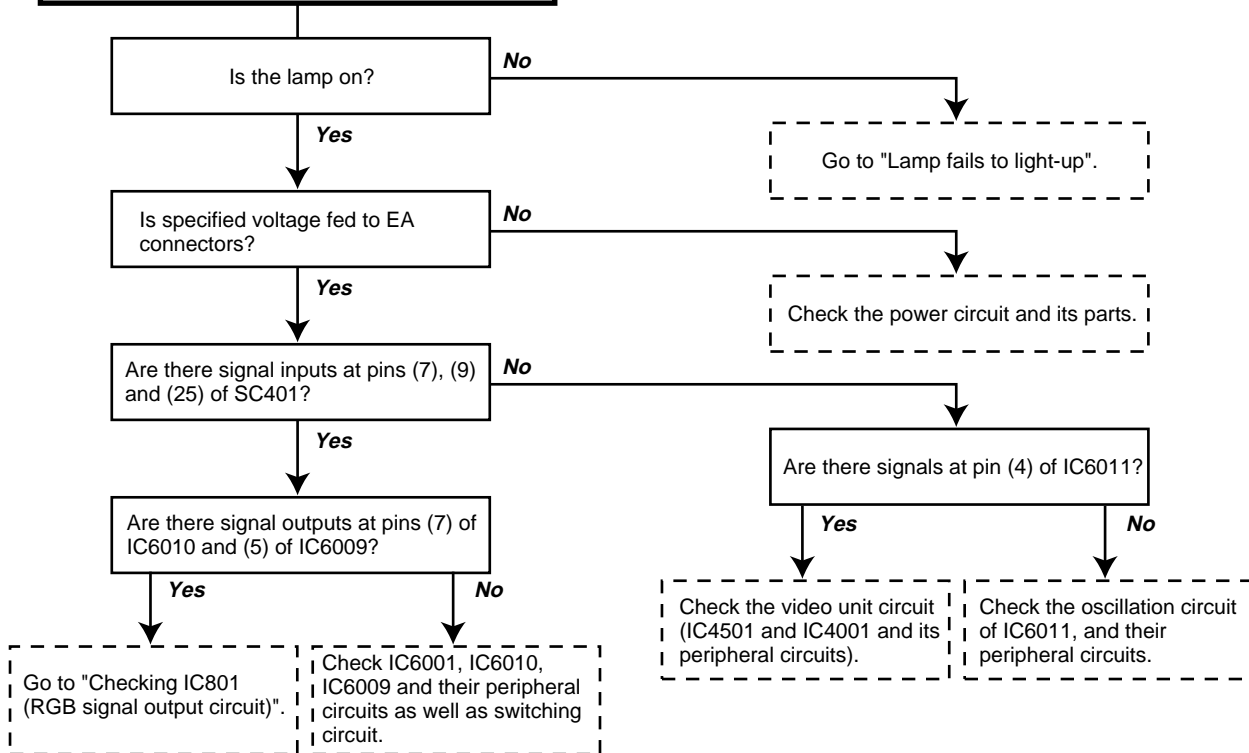 Is the lamp on?
No
Yes
Go to "Lamp fails to light-up".
Is specified voltage fed to EA
connectors?
No
Yes
Check the power circuit and its parts.
Are there signal inputs at pins (7), (9)
and (25) of SC401?
No
Yes
Are there signals at pin (4) of IC6011?
Are there signal outputs at pins (7) of
IC6010 and (5) of IC6009?
Yes
No
Yes
No
Go to "Checking IC801
(RGB signal output circuit)".
Check IC6001, IC6010,
IC6009 and their peripheral
circuits as well as switching
circuit.
Check the video unit circuit
(IC4501 and IC4001 and its
peripheral circuits).
Check the oscillation circuit
of IC6011, and their
peripheral circuits.